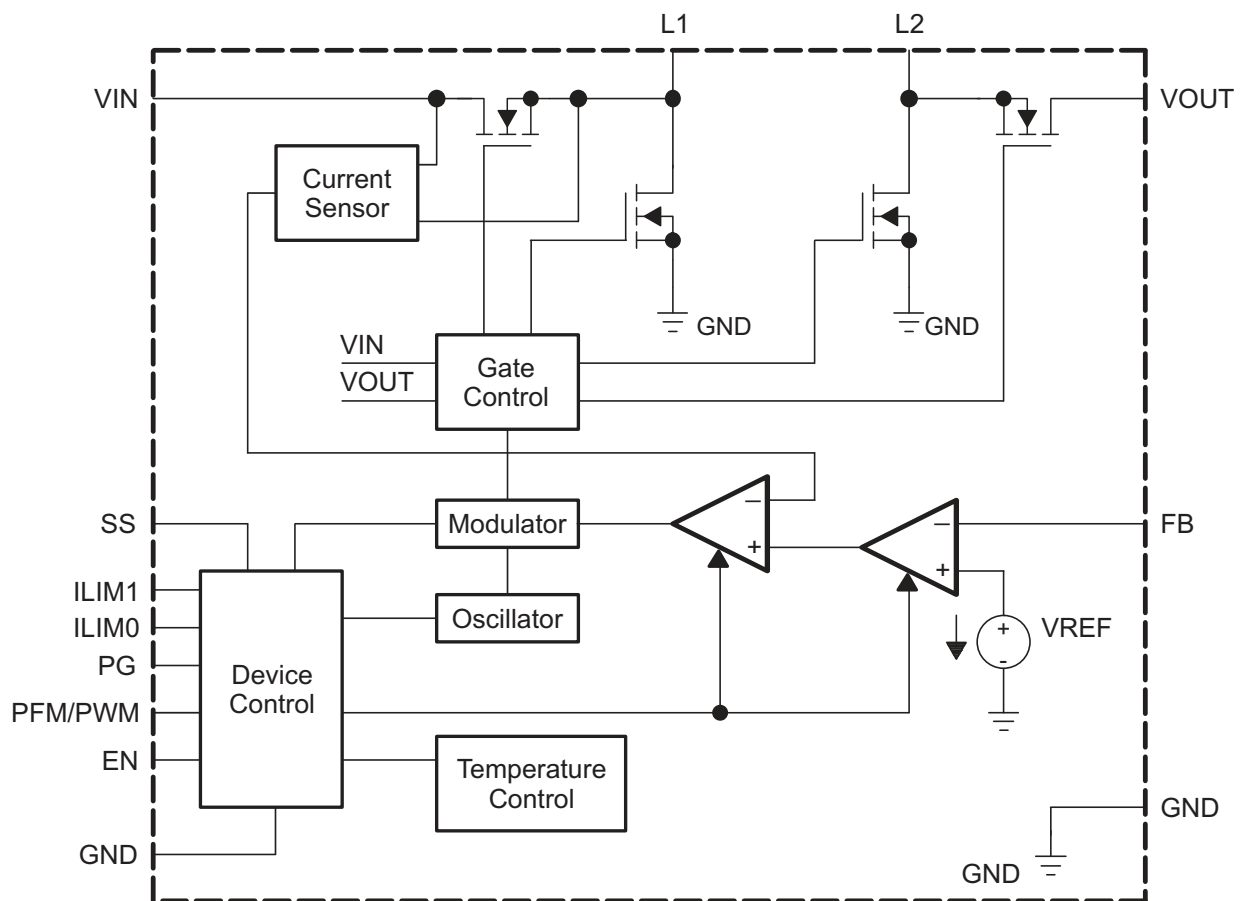 L1
L2
VIN
VOUT
Current
Sensor
GND
GND
VIN
VOUT
Gate
Control
SS
Modulator
−
+
−
+
FB
ILIM1
ILIM0
PG
PFM/PWM
EN
Oscillator
Device
Control
+
-
VREF
Temperature
Control
GND
GND
GND